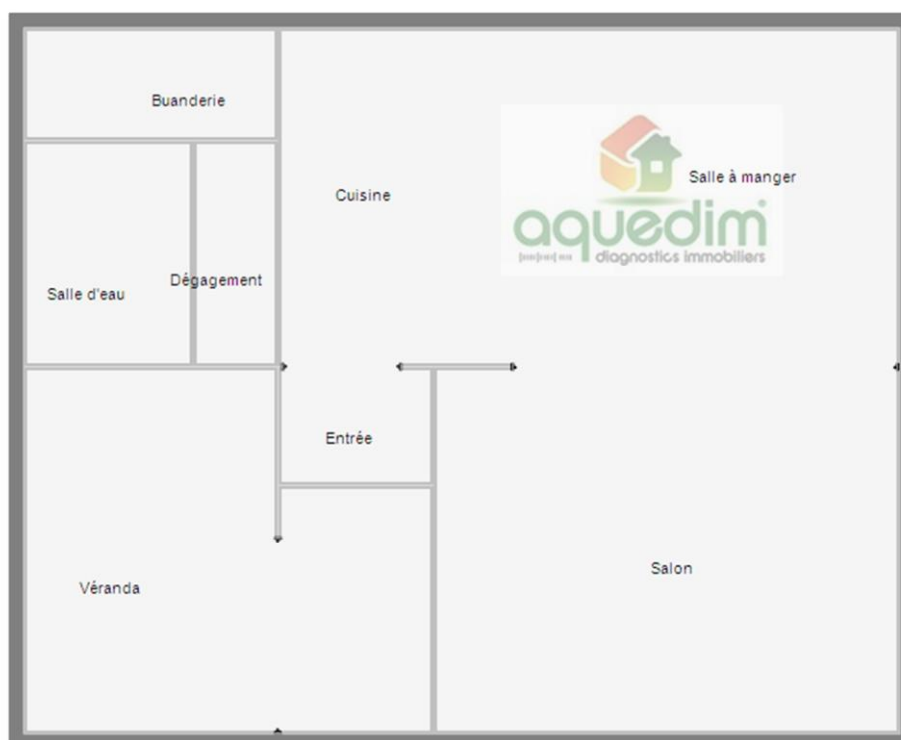 Buanderie
Salle à manger
Cuisine
aquedim
diagnostics immobiliers
Dégagement
Salle d'eau
Entrée
Salon
Véranda